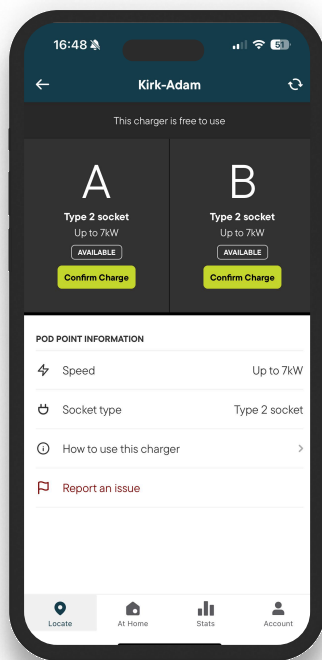 16:48
51
Kirk-Adam
This charger is free to use
A
Type 2 socket
Up to 7kW
AVAILABLE
Confirm Charge
B
Type 2 socket
Up to 7kW
AVAILABLE
Confirm Charge
POD POINT INFORMATION
Speed Up to 7kW
Socket type Type 2 socket
How to use this charger
Report an issue
Locate At Home Stats Account